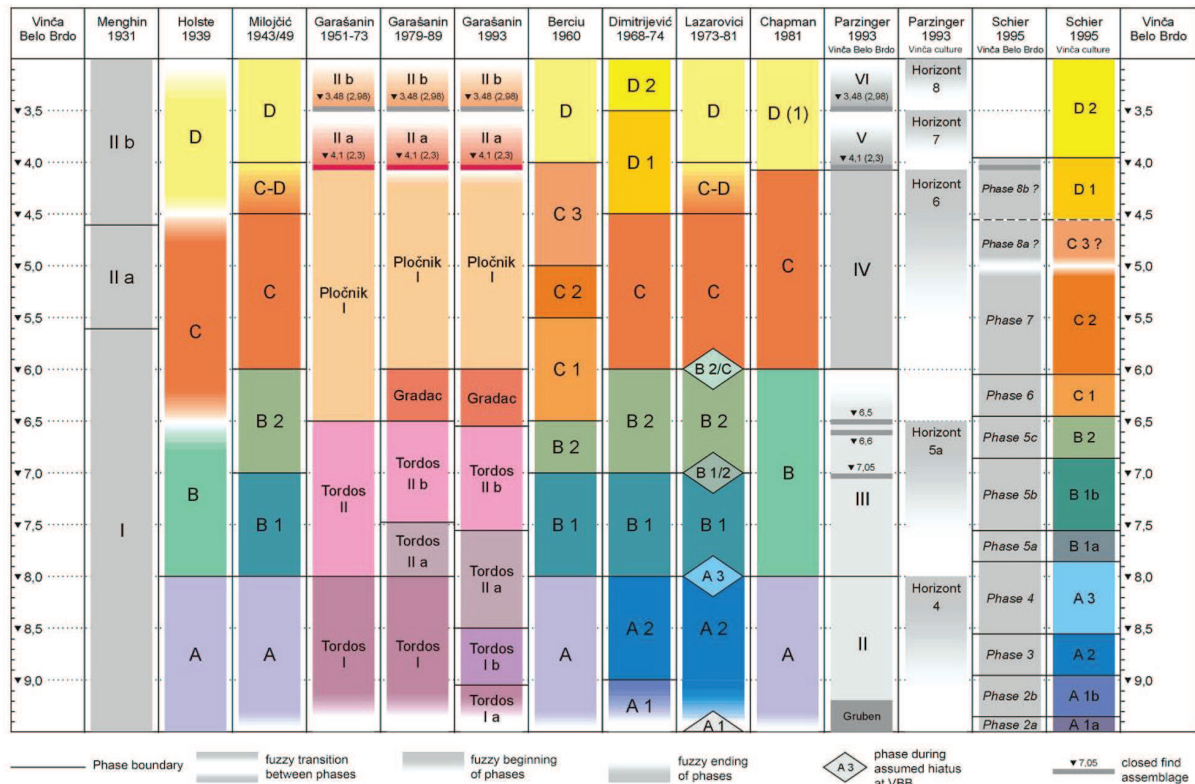 Vinča
Belo Brdo
Menghin
1931
Holste
1939
Milojčić
1943/49
Garašanin
1951-73
Garašanin
1979-89
Garašanin
1993
Berciu
1960
Dimitrijević
1968-74
Lazarovici
1973-81
Chapman
1981
Parzinger
1993
Vinča Belo Brdo
Parzinger
1993
Vinča culture
Schier
1995
Vinča Belo Brdo
Schier
1995
Vinča culture
Vinča
Belo Brdo
▼ 3,5
▼ 4,0
▼ 4,5
▼ 5,0
▼ 5,5
▼ 6,0
▼ 6,5
▼ 7,0
▼ 7,5
▼ 8,0
▼ 8,5
▼ 9,0
II b
II a
I
D
C
B
A
D
C-D
C
B 2
B 1
A
II b
▼ 3,48 (2,98)
II a
▼ 4,1 (2,3)
Pločnik
I
Tordos
II
Tordos
I
II b
▼ 3,48 (2,98)
II a
▼ 4,1 (2,3)
Pločnik
I
Gradac
Tordos
II b
Tordos
II a
Tordos
I
II b
▼ 3,48 (2,98)
II a
▼ 4,1 (2,3)
Pločnik
I
Gradac
Tordos
II b
Tordos
II a
Tordos
I b
Tordos
I a
D
C 3
C 2
C 1
B 2
B 1
A
D 2
D 1
C
B 2
B 1
A 2
A 1
D
C-D
C
B 2/C
B 2
B 1/2
B 1
A 3
A 2
A 1
D (1)
C
B
A
VI
▼ 3,48 (2,98)
V
▼ 4,1 (2,3)
IV
▼ 6,5
▼ 6,6
▼ 7,05
III
II
Gruben
Horizont
8
Horizont
7
Horizont
6
Horizont
5a
Horizont
4
Phase 8b ?
Phase 8a ?
Phase 7
Phase 6
Phase 5c
Phase 5b
Phase 5a
Phase 4
Phase 3
Phase 2b
Phase 2a
D 2
D 1
C 3 ?
C 2
C 1
B 2
B 1b
B 1a
A 3
A 2
A 1b
A 1a
▼ 3,5
▼ 4,0
▼ 4,5
▼ 5,0
▼ 5,5
▼ 6,0
▼ 6,5
▼ 7,0
▼ 7,5
▼ 8,0
▼ 8,5
▼ 9,0
Phase boundary
fuzzy transition
between phases
fuzzy beginning
of phases
fuzzy ending
of phases
A 3
phase during
assumed hiatus
at VBB
▼ 7,05
closed find
assemblage